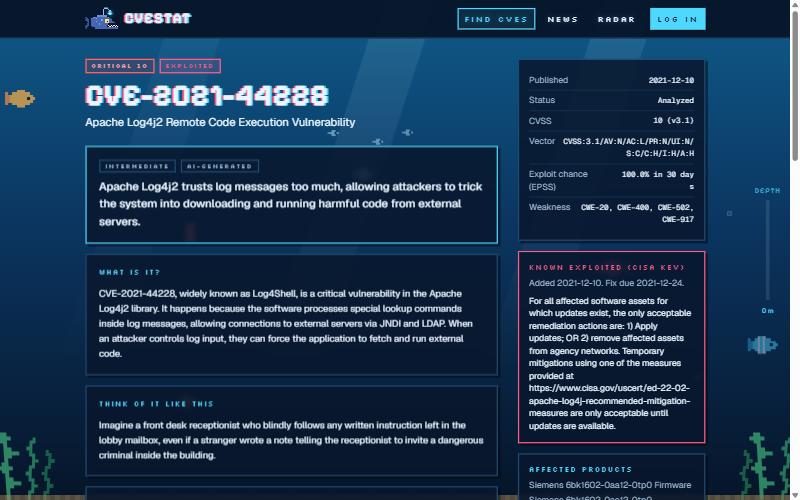 CVESTAT
FIND CVES
NEWS
RADAR
LOG IN
CRITICAL 10
EXPLOITED
CVE-2021-44228
Apache Log4j2 Remote Code Execution Vulnerability
INTERMEDIATE
AI-GENERATED
Apache Log4j2 trusts log messages too much, allowing attackers to trick
the system into downloading and running harmful code from external
servers.
WHAT IS IT?
CVE-2021-44228, widely known as Log4Shell, is a critical vulnerability in the Apache
Log4j2 library. It happens because the software processes special lookup commands
inside log messages, allowing connections to external servers via JNDI and LDAP. When
an attacker controls log input, they can force the application to fetch and run external
code.
THINK OF IT LIKE THIS
Imagine a front desk receptionist who blindly follows any written instruction left in the
lobby mailbox, even if a stranger wrote a note telling the receptionist to invite a dangerous
criminal inside the building.
Published 2021-12-10
Status Analyzed
CVSS 10 (v3.1)
Vector CVSS:3.1/AV:N/AC:L/PR:N/UI:N/
S:C/C:H/I:H/A:H
Exploit chance 100.0% in 30 day
(EPSS) s
Weakness CWE-20, CWE-400, CWE-502,
CWE-917
KNOWN EXPLOITED (CISA KEV)
Added 2021-12-10. Fix due 2021-12-24.
For all affected software assets for
which updates exist, the only acceptable
remediation actions are: 1) Apply
updates; OR 2) remove affected assets
from agency networks. Temporary
mitigations using one of the measures
provided at
https://www.cisa.gov/uscert/ed-22-02-
apache-log4j-recommended-mitigation-
measures are only acceptable until
updates are available.
AFFECTED PRODUCTS
Siemens 6bk1602-0aa12-0tp0 Firmware
DEPTH
0m